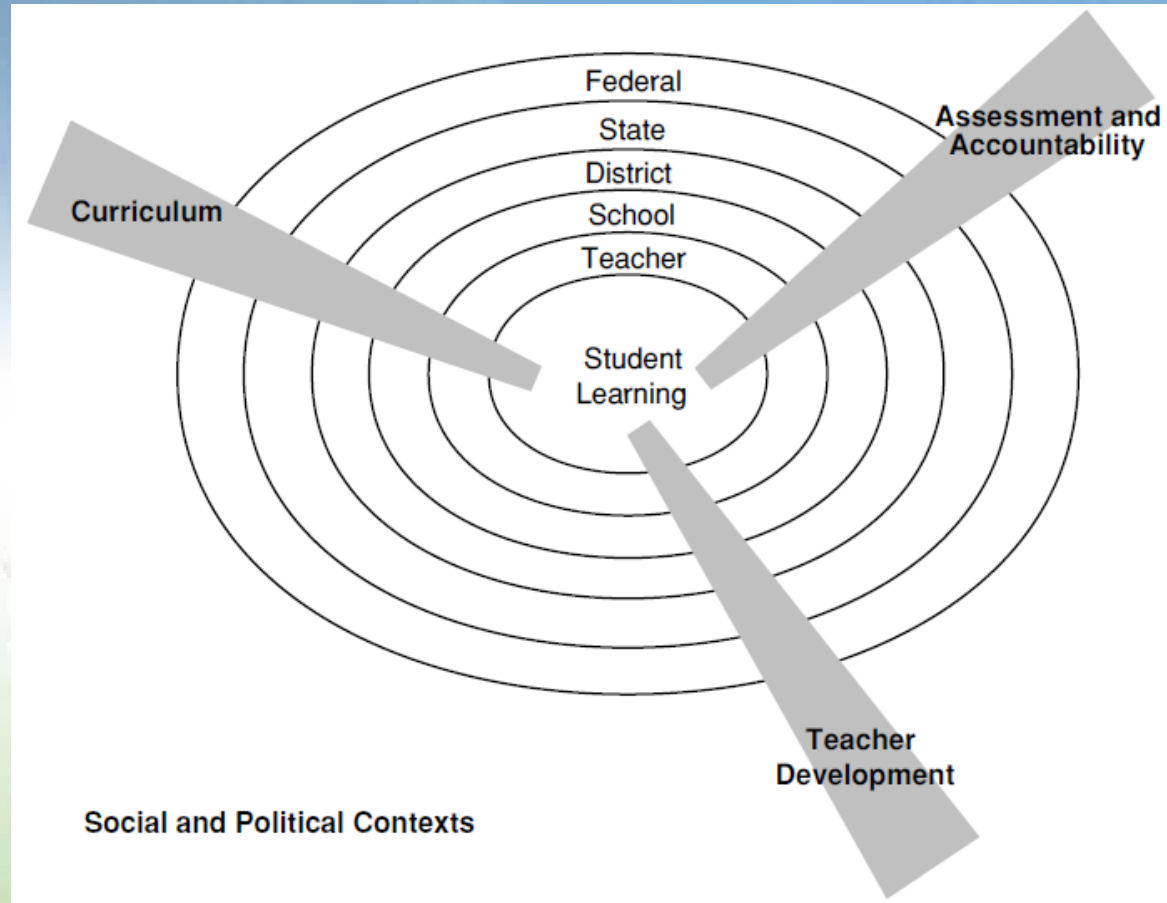 Federal
Assessment and
Accountability
State
District
Curriculum
School
Teacher
Student
Learning
Teacher
Development
Social and Political Contexts